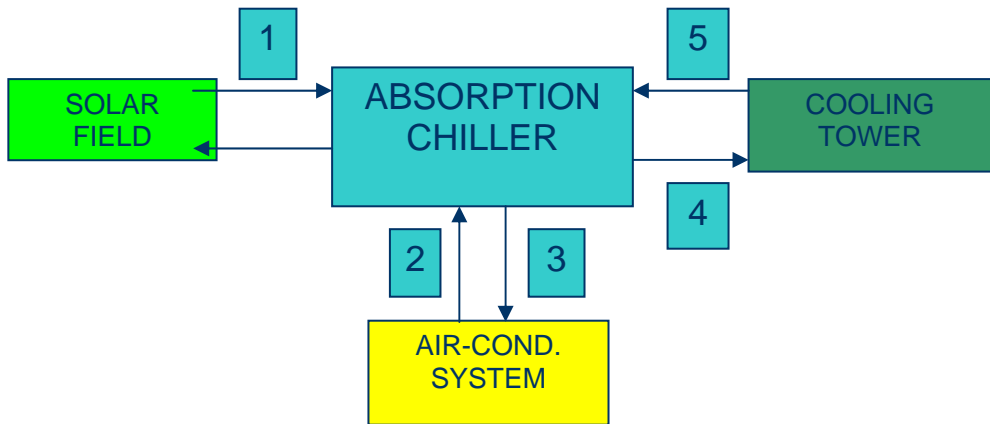 1
5
SOLAR
FIELD
ABSORPTION
CHILLER
COOLING
TOWER
2
3
4
AIR-COND.
SYSTEM